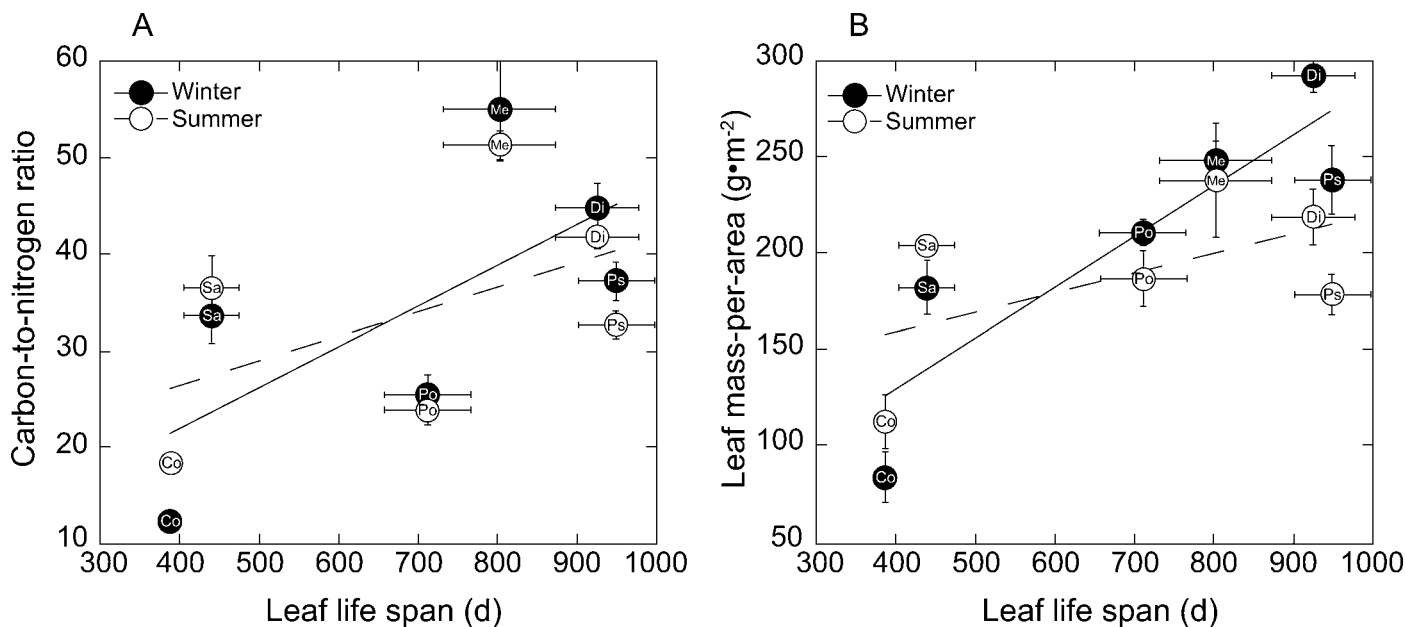 A
Carbon-to-nitrogen ratio
60
50
40
30
20
10
Winter
Summer
Me
Me
Di
Di
Sa
Sa
Ps
Ps
Po
Po
Co
Co
300 400 500 600 700 800 900 1000
Leaf life span (d)
B
Leaf mass-per-area (g•m-2)
300
250
200
150
100
50
Winter
Summer
Di
Me
Me
Ps
Di
Po
Sa
Sa
Po
Ps
Co
Co
300 400 500 600 700 800 900 1000
Leaf life span (d)